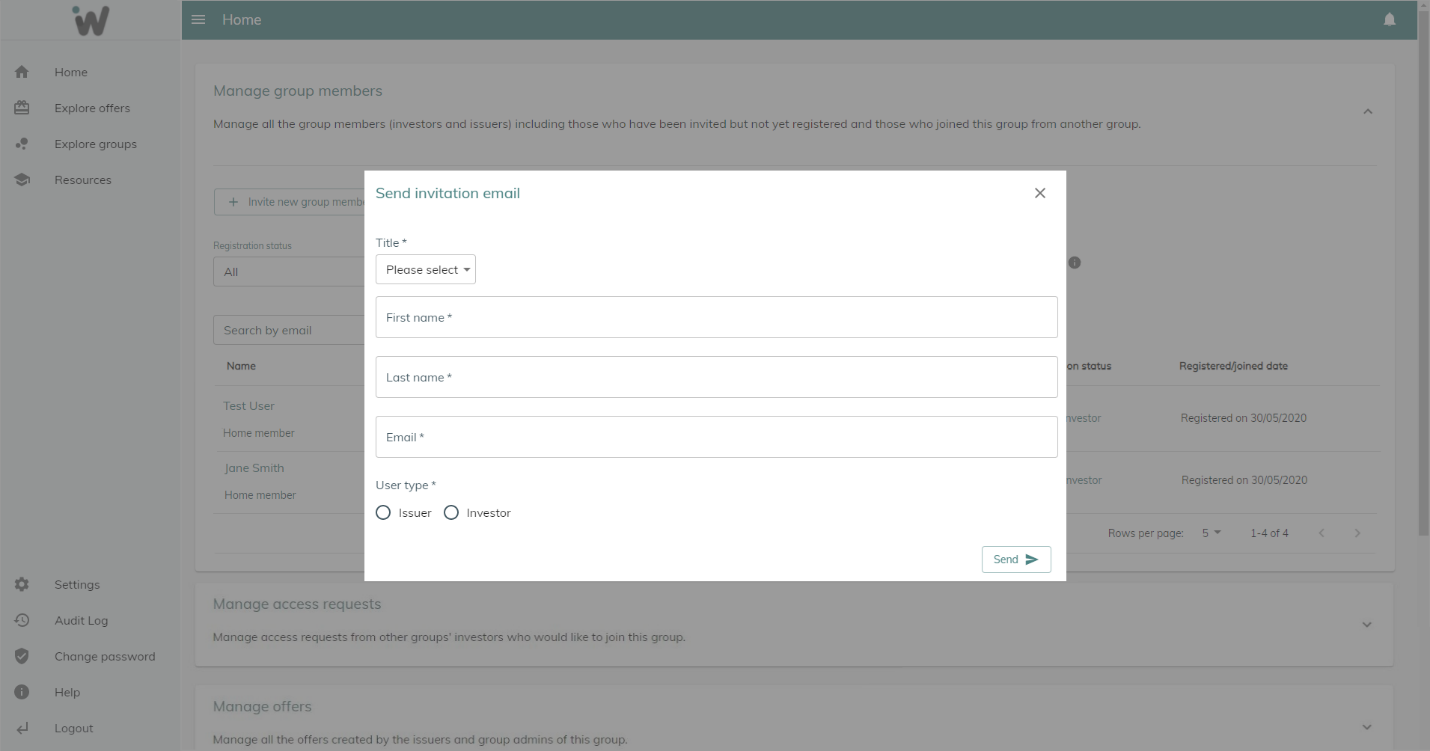 W
Home
Home
Explore offers
Explore groups
Resources
Settings
Audit Log
Change password
Help
Logout
Manage group members
Manage all the group members (investors and issuers) including those who have been invited but not yet registered and those who joined this group from another group.
Invite new group memb
Registration status
All
Search by email
Name
on status
Registered/joined date
Test User
Home member
nvestor
Registered on 30/05/2020
Jane Smith
Home member
nvestor
Registered on 30/05/2020
Rows per page: 5 1-4 of 4
Send invitation email
Title *
Please select
First name *
Last name *
Email *
User type *
Issuer Investor
Send
Manage access requests
Manage access requests from other groups' investors who would like to join this group.
Manage offers
Manage all the offers created by the issuers and group admins of this group.